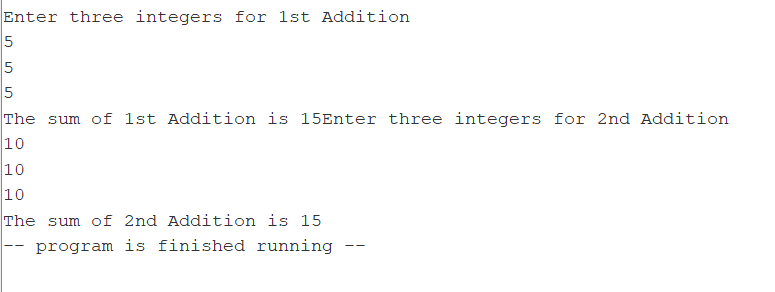 Enter three integers for 1st Addition
5
5
5
The sum of 1st Addition is 15Enter three integers for 2nd Addition
10
10
10
The sum of 2nd Addition is 15
-- program is finished running --